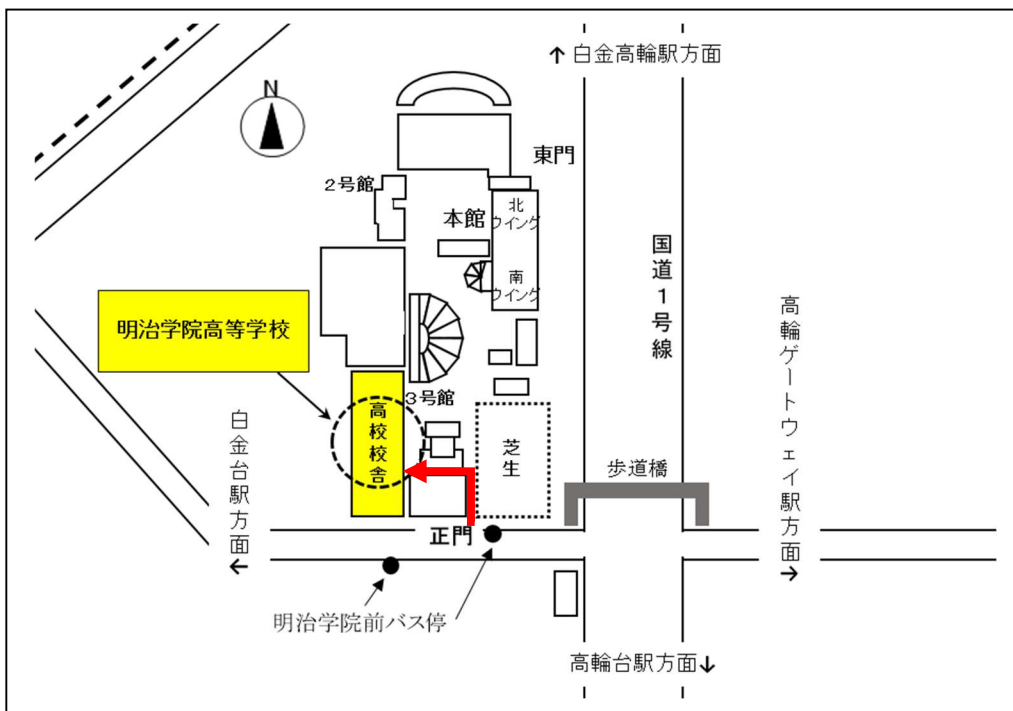 ↑ 白金高輪駅方面
N
東門
2号館
北
ウイング
本館
国道1号線
南
ウイング
高輪ゲートウェイ駅方面→
明治学院高等学校
3号館
高校校舎
白金台駅方面←
芝生
歩道橋
正門
明治学院前バス停
高輪台駅方面↓